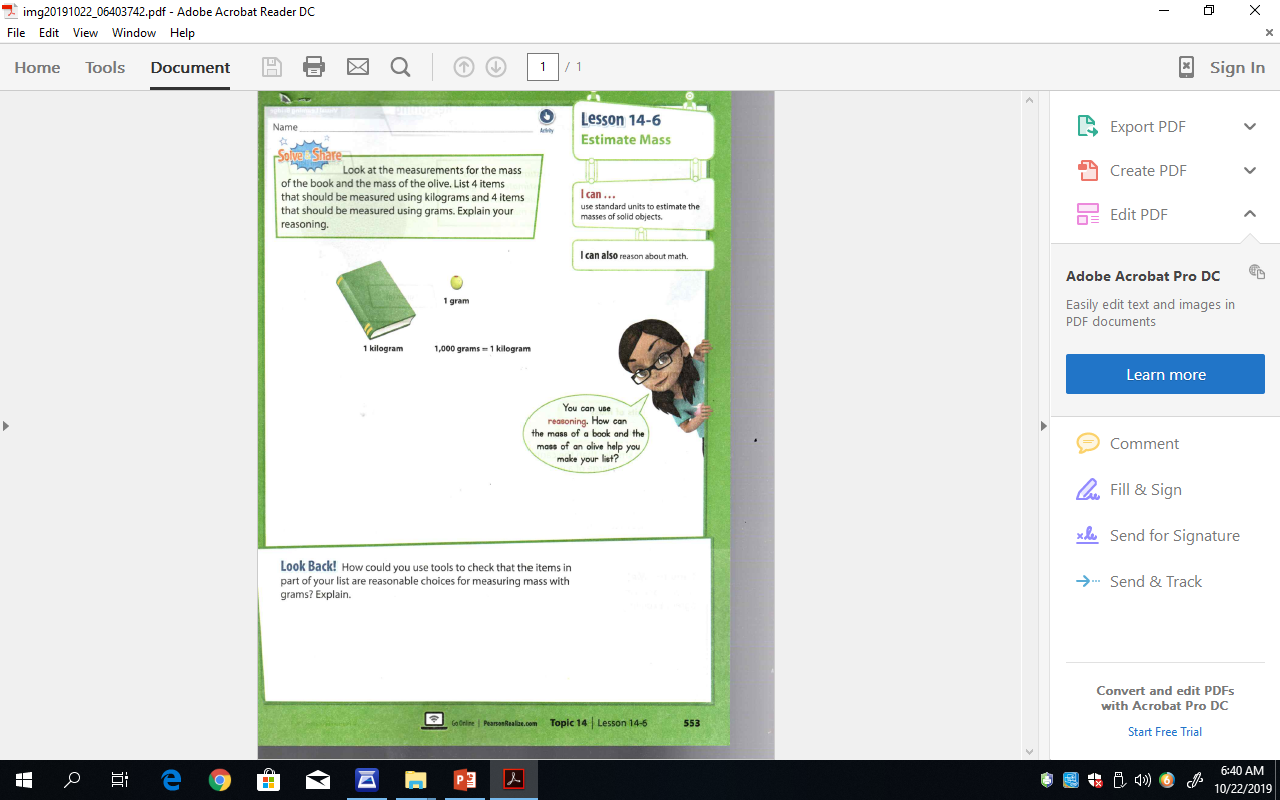 img20191022_06403742.pdf - Adobe Acrobat Reader DC
File Edit View Window Help
Home Tools Document 1 / 1 Sign In
Name
Activity
Lesson 14-6
Estimate Mass
Solve & Share
Look at the measurements for the mass
of the book and the mass of the olive. List 4 items
that should be measured using kilograms and 4 items
that should be measured using grams. Explain your
reasoning.
I can ...
use standard units to estimate the
masses of solid objects.
I can also reason about math.
1 gram
1 kilogram
1,000 grams = 1 kilogram
You can use
reasoning. How can
the mass of a book and the
mass of an olive help you
make your list?
Look Back! How could you use tools to check that the items in
part of your list are reasonable choices for measuring mass with
grams? Explain.
Go Online | PearsonRealize.com Topic 14 | Lesson 14-6 553
Export PDF
Create PDF
Edit PDF
Adobe Acrobat Pro DC
Easily edit text and images in
PDF documents
Learn more
Comment
Fill & Sign
Send for Signature
Send & Track
Convert and edit PDFs
with Acrobat Pro DC
Start Free Trial
6:40 AM
10/22/2019